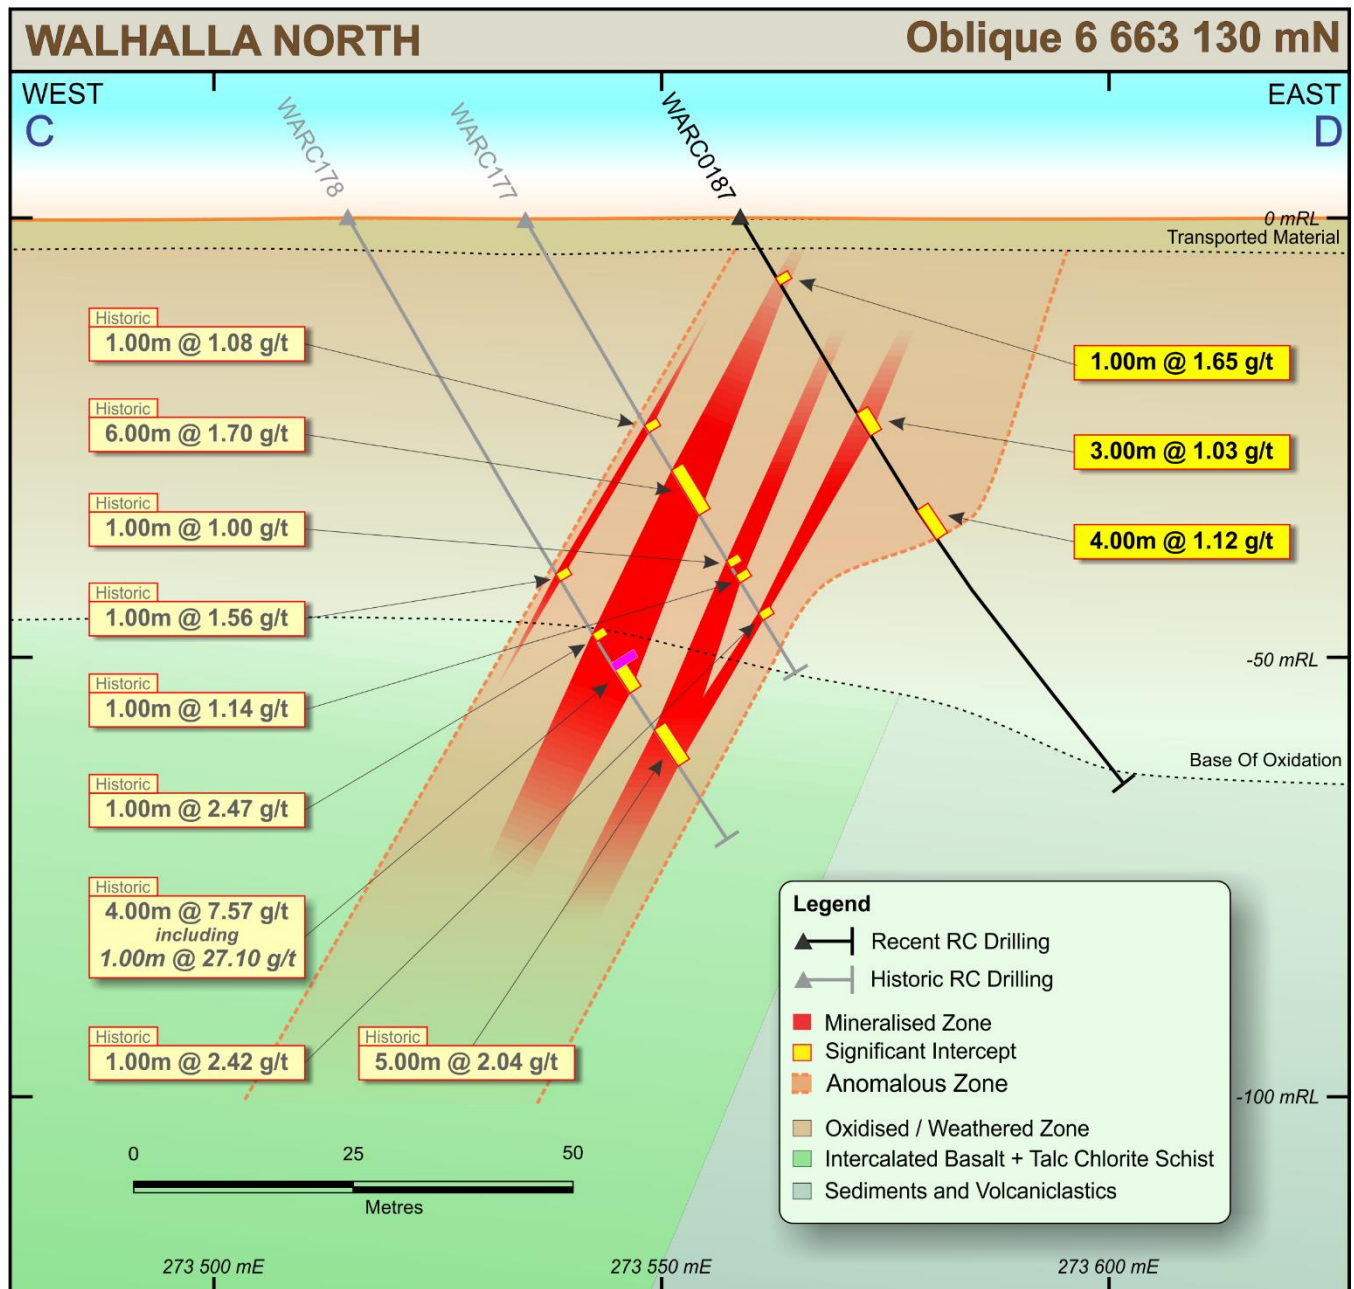 WALHALLA NORTH
Oblique 6 663 130 mN
WEST
EAST
C
D
WARC178
WARC177
WARC0187
0 mRL
Transported Material
Historic
1.00m @ 1.08 g/t
1.00m @ 1.65 g/t
Historic
6.00m @ 1.70 g/t
3.00m @ 1.03 g/t
Historic
1.00m @ 1.00 g/t
4.00m @ 1.12 g/t
Historic
1.00m @ 1.56 g/t
-50 mRL
Historic
1.00m @ 1.14 g/t
Base Of Oxidation
Historic
1.00m @ 2.47 g/t
Historic
4.00m @ 7.57 g/t
including
1.00m @ 27.10 g/t
Historic
1.00m @ 2.42 g/t
Historic
5.00m @ 2.04 g/t
Legend
Recent RC Drilling
Historic RC Drilling
Mineralised Zone
Significant Intercept
Anomalous Zone
Oxidised / Weathered Zone
Intercalated Basalt + Talc Chlorite Schist
Sediments and Volcaniclastics
-100 mRL
0 25 50
Metres
273 500 mE
273 550 mE
273 600 mE